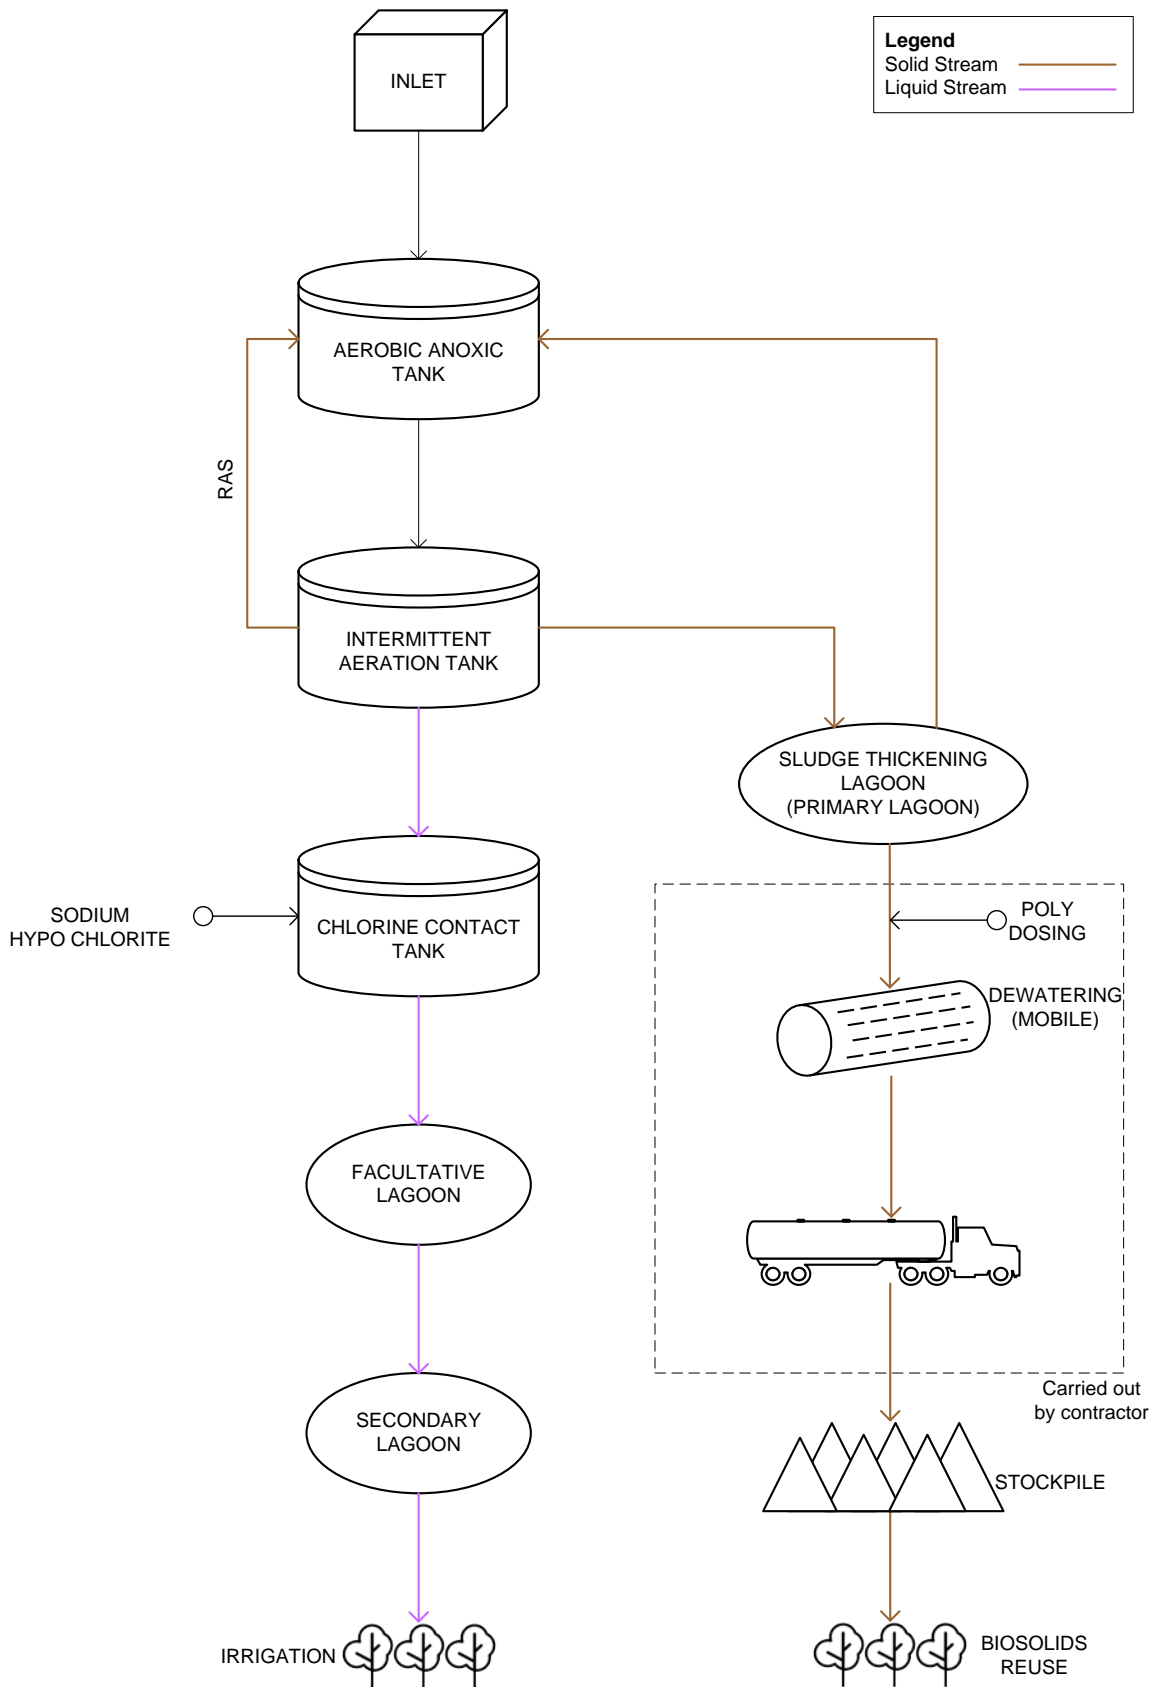 INLET
Legend
Solid Stream
Liquid Stream
AEROBIC ANOXIC
TANK
RAS
INTERMITTENT
AERATION TANK
SLUDGE THICKENING
LAGOON
(PRIMARY LAGOON)
SODIUM
HYPO CHLORITE
CHLORINE CONTACT
TANK
POLY
DOSING
DEWATERING
(MOBILE)
FACULTATIVE
LAGOON
Carried out
by contractor
SECONDARY
LAGOON
STOCKPILE
IRRIGATION
BIOSOLIDS
REUSE